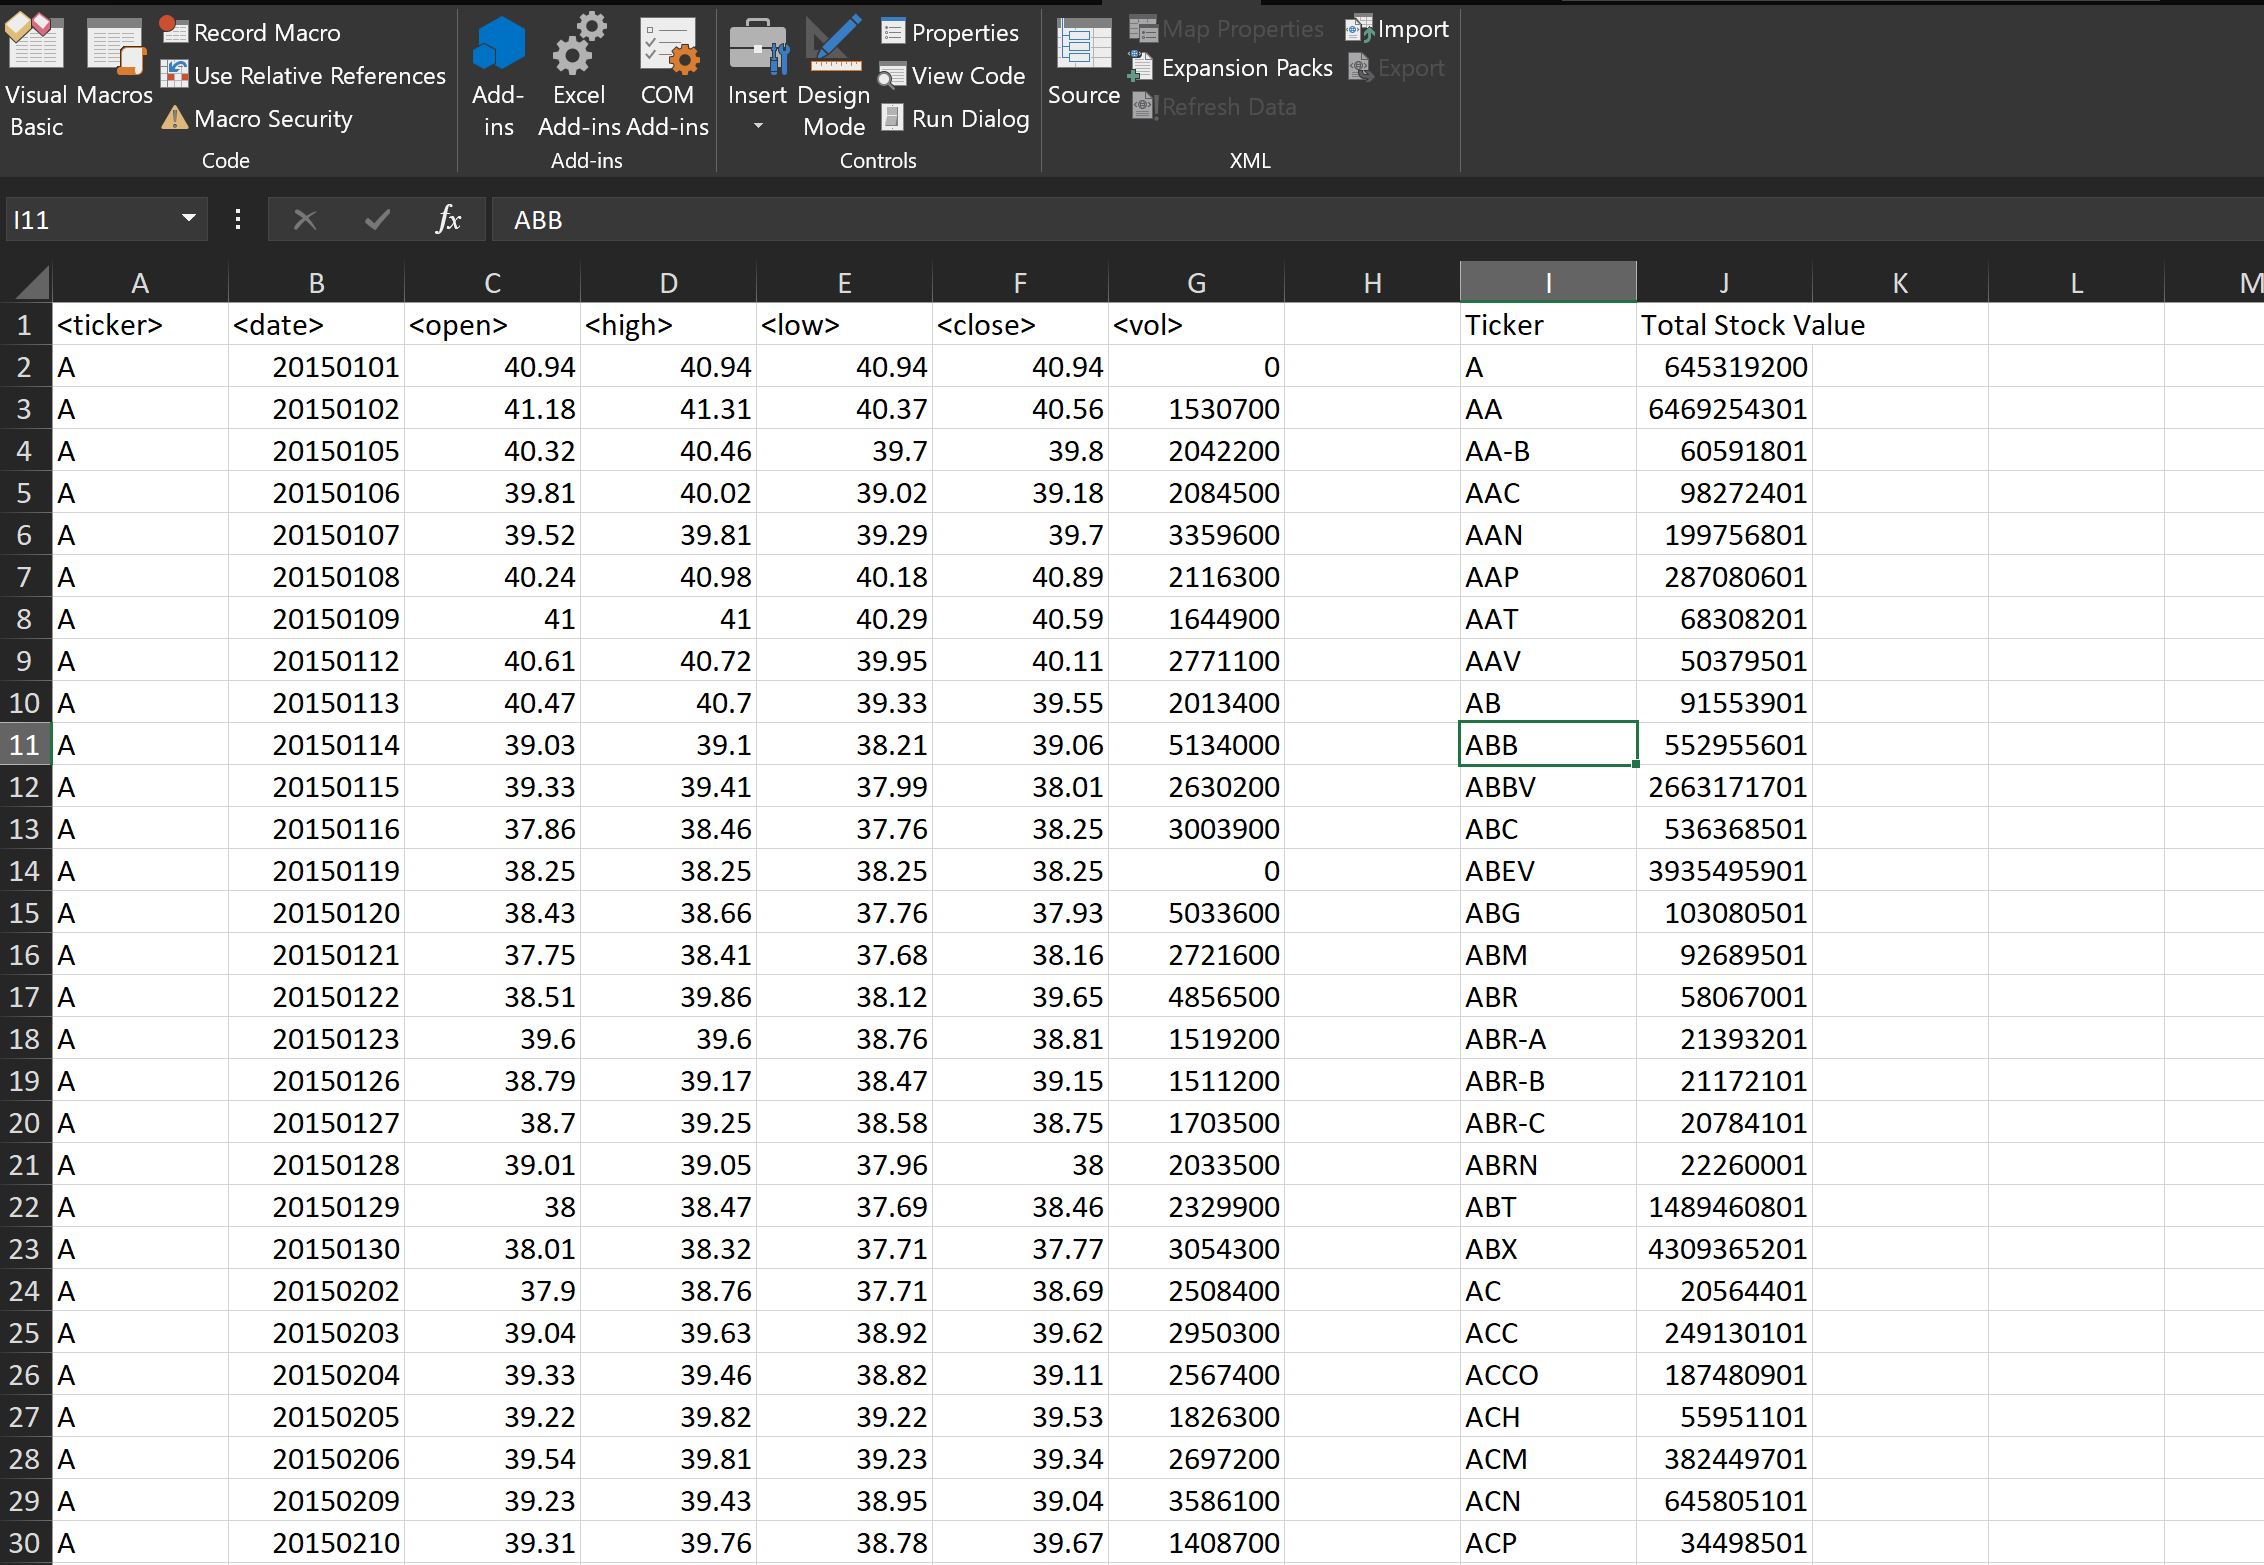 Visual Basic
Macros
Record Macro
Use Relative References
Macro Security
Code
Add-ins
Excel Add-ins
COM Add-ins
Add-ins
Insert
Design Mode
Properties
View Code
Run Dialog
Controls
Source
Map Properties
Expansion Packs
Refresh Data
Import
Export
XML
I11 fx ABB
A B C D E F G H I J K L M
1 <ticker> <date> <open> <high> <low> <close> <vol> Ticker Total Stock Value
2 A 20150101 40.94 40.94 40.94 40.94 0 A 645319200
3 A 20150102 41.18 41.31 40.37 40.56 1530700 AA 6469254301
4 A 20150105 40.32 40.46 39.7 39.8 2042200 AA-B 60591801
5 A 20150106 39.81 40.02 39.02 39.18 2084500 AAC 98272401
6 A 20150107 39.52 39.81 39.29 39.7 3359600 AAN 199756801
7 A 20150108 40.24 40.98 40.18 40.89 2116300 AAP 287080601
8 A 20150109 41 41 40.29 40.59 1644900 AAT 68308201
9 A 20150112 40.61 40.72 39.95 40.11 2771100 AAV 50379501
10 A 20150113 40.47 40.7 39.33 39.55 2013400 AB 91553901
11 A 20150114 39.03 39.1 38.21 39.06 5134000 ABB 552955601
12 A 20150115 39.33 39.41 37.99 38.01 2630200 ABBV 2663171701
13 A 20150116 37.86 38.46 37.76 38.25 3003900 ABC 536368501
14 A 20150119 38.25 38.25 38.25 38.25 0 ABEV 3935495901
15 A 20150120 38.43 38.66 37.76 37.93 5033600 ABG 103080501
16 A 20150121 37.75 38.41 37.68 38.16 2721600 ABM 92689501
17 A 20150122 38.51 39.86 38.12 39.65 4856500 ABR 58067001
18 A 20150123 39.6 39.6 38.76 38.81 1519200 ABR-A 21393201
19 A 20150126 38.79 39.17 38.47 39.15 1511200 ABR-B 21172101
20 A 20150127 38.7 39.25 38.58 38.75 1703500 ABR-C 20784101
21 A 20150128 39.01 39.05 37.96 38 2033500 ABRN 22260001
22 A 20150129 38 38.47 37.69 38.46 2329900 ABT 1489460801
23 A 20150130 38.01 38.32 37.71 37.77 3054300 ABX 4309365201
24 A 20150202 37.9 38.76 37.71 38.69 2508400 AC 20564401
25 A 20150203 39.04 39.63 38.92 39.62 2950300 ACC 249130101
26 A 20150204 39.33 39.46 38.82 39.11 2567400 ACCO 187480901
27 A 20150205 39.22 39.82 39.22 39.53 1826300 ACH 55951101
28 A 20150206 39.54 39.81 39.23 39.34 2697200 ACM 382449701
29 A 20150209 39.23 39.43 38.95 39.04 3586100 ACN 645805101
30 A 20150210 39.31 39.76 38.78 39.67 1408700 ACP 34498501